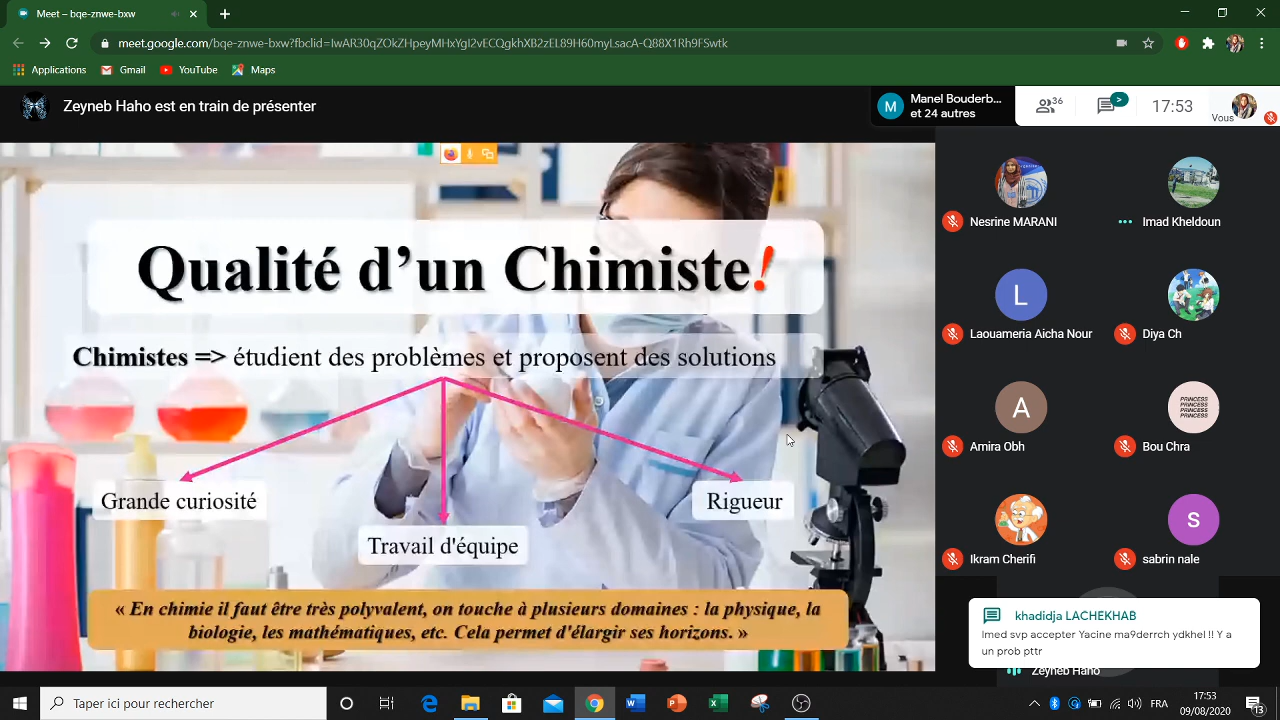 Meet – bqe-znwe-bxw
meet.google.com/bqe-znwe-bxw?fbclid=IwAR30qZOkZHpeyMHxYgI2vECQgkhXB2zEL89H60myLsacA-Q88X1Rh9FSwtk
Applications Gmail YouTube Maps
Zeyneb Haho est en train de présenter
M
Manel Bouderb...
et 24 autres
36
17:53
Vous
Qualité d’un Chimiste!
Chimistes => étudient des problèmes et proposent des solutions
Grande curiosité
Travail d'équipe
Rigueur
« En chimie il faut être très polyvalent, on touche à plusieurs domaines : la physique, la
biologie, les mathématiques, etc. Cela permet d'élargir ses horizons. »
Nesrine MARANI
Imad Kheldoun
L
Laouameria Aicha Nour
Diya Ch
A
Amira Obh
PRINCESS
PRINCESS
PRINCESS
PRINCESS
Bou Chra
Ikram Cherifi
s
sabrin nale
khadidja LACHEKHAB
Imed svp accepter Yacine ma9derrch ydkhel !! Y a
un prob pttr
Zeyneb Haho
Taper ici pour rechercher
FRA
17:53
09/08/2020
13